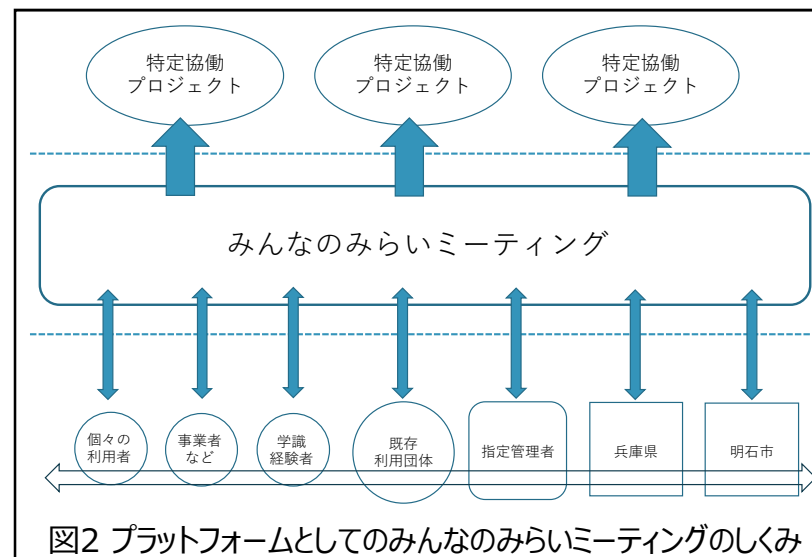 特定協働
プロジェクト
特定協働
プロジェクト
特定協働
プロジェクト
みんなのみらいミーティング
個々の
利用者
事業者
など
学識
経験者
既存
利用団体
指定管理者
兵庫県
明石市
図2 プラットフォームとしてのみんなのみらいミーティングのしくみ